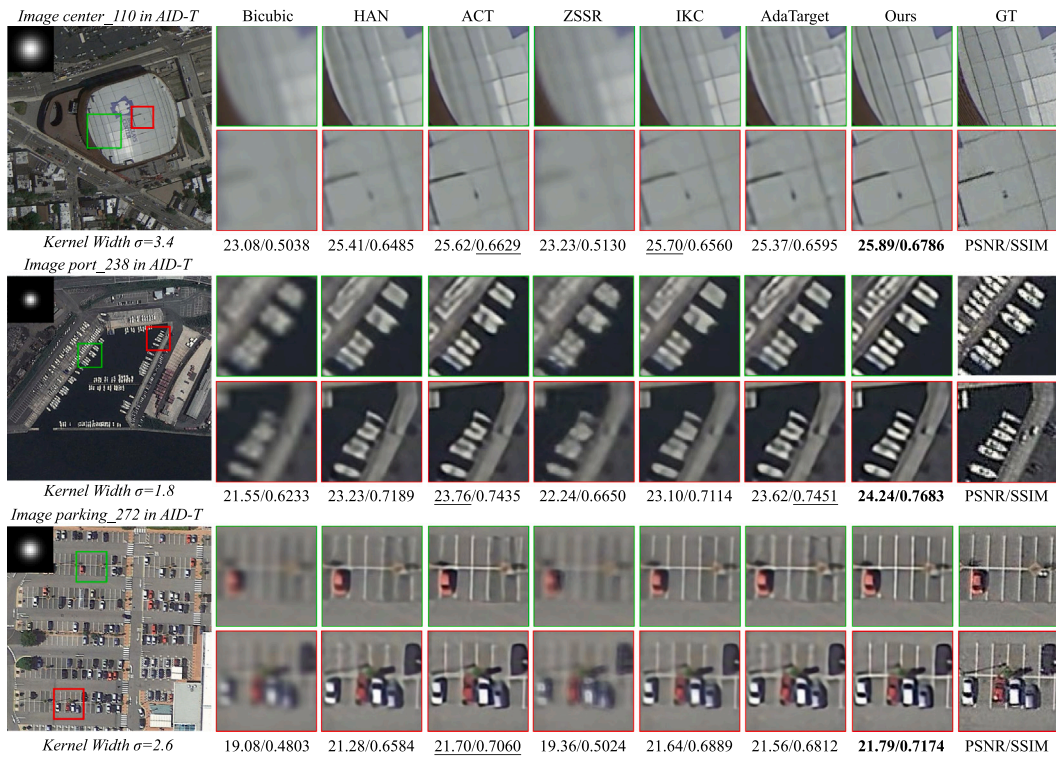 Image center_110 in AID-T Bicubic HAN ACT ZSSR IKC AdaTarget Ours GT
Kernel Width σ=3.4 23.08/0.5038 25.41/0.6485 25.62/0.6629 23.23/0.5130 25.70/0.6560 25.37/0.6595 25.89/0.6786 PSNR/SSIM
Image port_238 in AID-T
Kernel Width σ=1.8 21.55/0.6233 23.23/0.7189 23.76/0.7435 22.24/0.6650 23.10/0.7114 23.62/0.7451 24.24/0.7683 PSNR/SSIM
Image parking_272 in AID-T
Kernel Width σ=2.6 19.08/0.4803 21.28/0.6584 21.70/0.7060 19.36/0.5024 21.64/0.6889 21.56/0.6812 21.79/0.7174 PSNR/SSIM